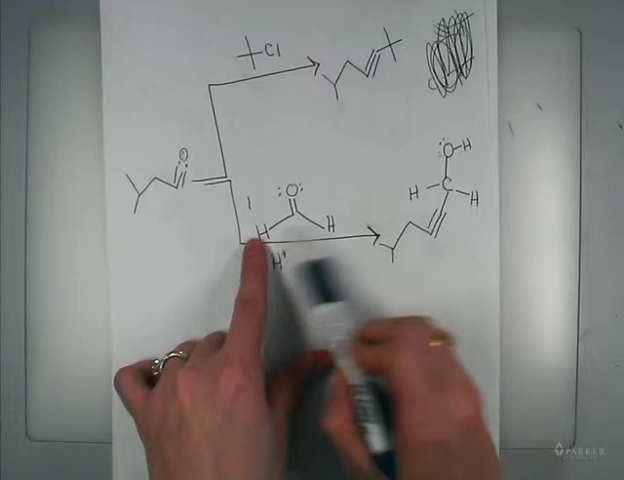 Cl
:O:
1
:O:
H H
H⁺
:O-H
H C H
PARKER